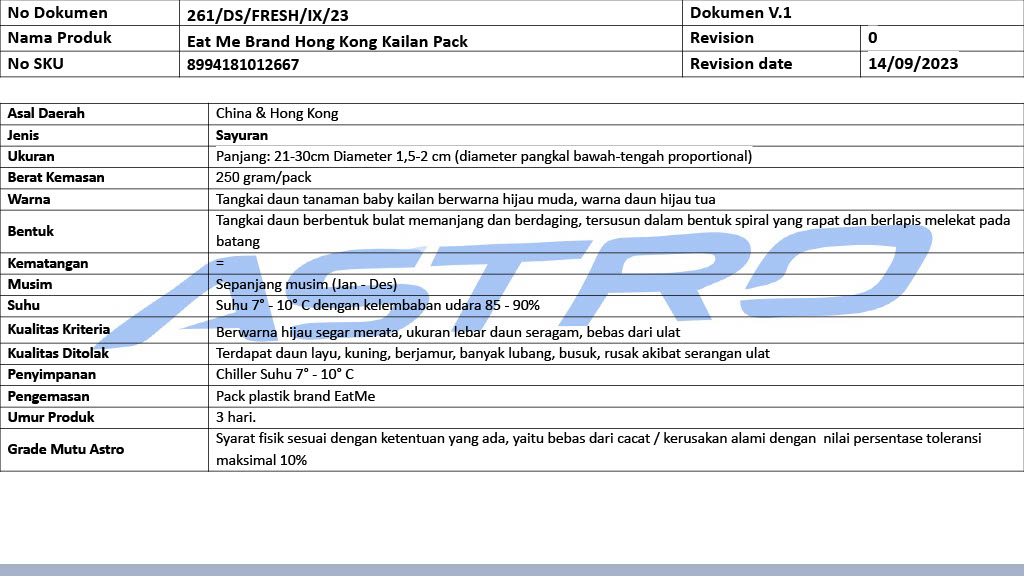 No Dokumen 261/DS/FRESH/IX/23 Dokumen V.1
Nama Produk Eat Me Brand Hong Kong Kailan Pack Revision 0
No SKU 8994181012667 Revision date 14/09/2023
Asal Daerah China & Hong Kong
Jenis Sayuran
Ukuran Panjang: 21-30cm Diameter 1,5-2 cm (diameter pangkal bawah-tengah proportional)
Berat Kemasan 250 gram/pack
Warna Tangkai daun tanaman baby kailan berwarna hijau muda, warna daun hijau tua
Bentuk Tangkai daun berbentuk bulat memanjang dan berdaging, tersusun dalam bentuk spiral yang rapat dan berlapis melekat pada
batang
Kematangan =
Musim Sepanjang musim (Jan - Des)
Suhu Suhu 7° - 10° C dengan kelembaban udara 85 - 90%
Kualitas Kriteria Berwarna hijau segar merata, ukuran lebar daun seragam, bebas dari ulat
Kualitas Ditolak Terdapat daun layu, kuning, berjamur, banyak lubang, busuk, rusak akibat serangan ulat
Penyimpanan Chiller Suhu 7° - 10° C
Pengemasan Pack plastik brand EatMe
Umur Produk 3 hari.
Grade Mutu Astro Syarat fisik sesuai dengan ketentuan yang ada, yaitu bebas dari cacat / kerusakan alami dengan  nilai persentase toleransi
maksimal 10%
ASTRO